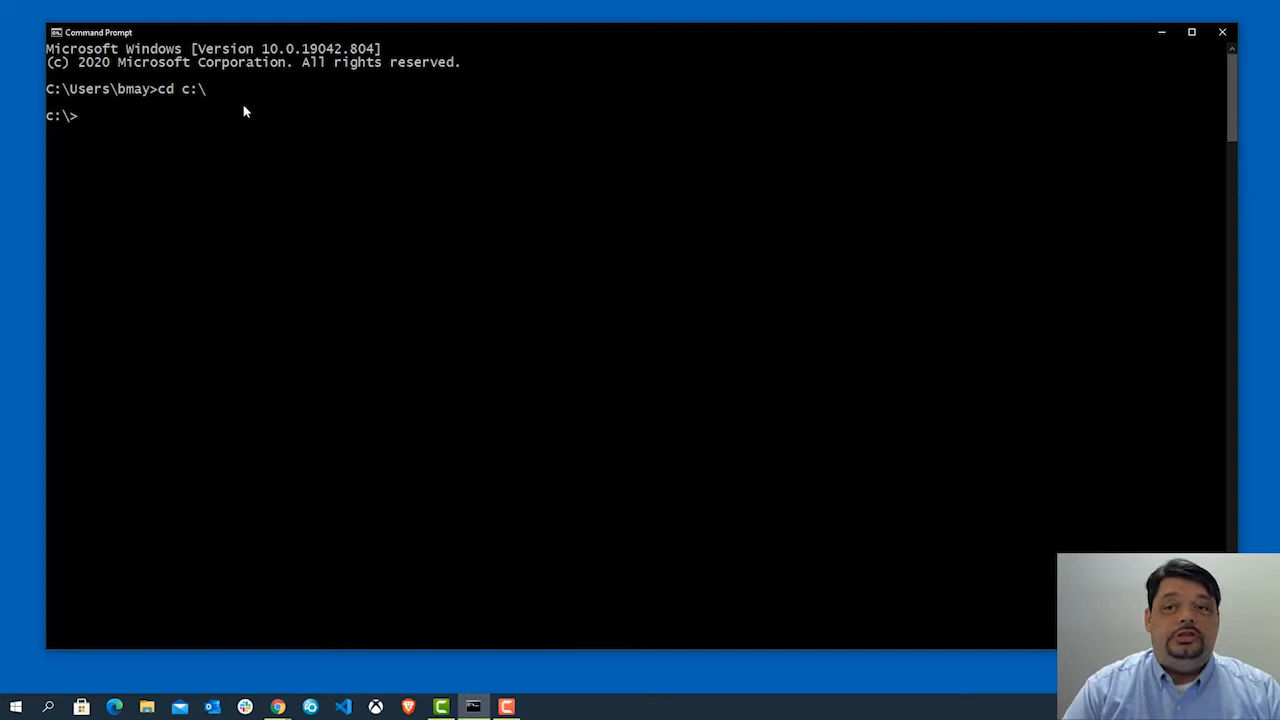 Command Prompt
Microsoft Windows [Version 10.0.19042.804]
(c) 2020 Microsoft Corporation. All rights reserved.
C:\Users\bmay>cd c:\
c:\>